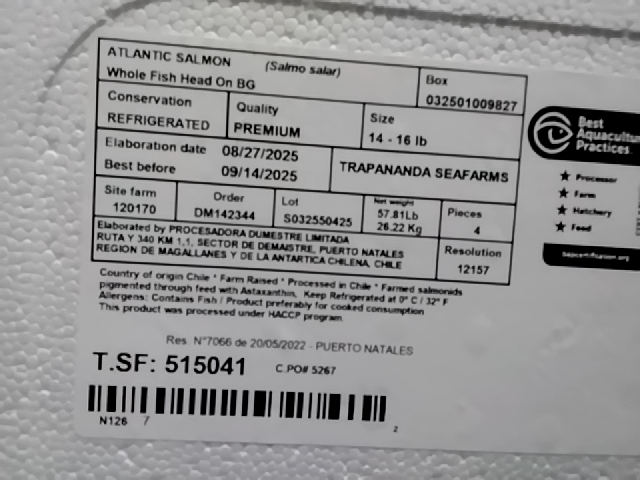 ATLANTIC SALMON (Salmo salar)
Whole Fish Head On BG
Box
032501009827
Conservation
REFRIGERATED
Quality
PREMIUM
Size
14 - 16 lb
Elaboration date 08/27/2025
Best before 09/14/2025
TRAPANANDA SEAFARMS
Site farm
120170
Order
DM142344
Lot
S032550425
Net weight
57.81Lb
26.22 Kg
Pieces
4
Elaborated by PROCESADORA DUMESTRE LIMITADA
RUTA Y 340 KM 1,1, SECTOR DE DEMAISTRE, PUERTO NATALES
REGION DE MAGALLANES Y DE LA ANTARTICA CHILENA, CHILE
Resolution
12157
Country of origin Chile * Farm Raised * Processed in Chile * Farmed salmonids
pigmented through feed with Astaxanthin, Keep Refrigerated at 0° C / 32° F
Allergens: Contains Fish / Product preferably for cooked consumption
This product was processed under HACCP program.
Res. N°7066 de 20/05/2022 - PUERTO NATALES
T.SF: 515041 C.PO# 5267
N126 7
2
Best
Aquaculture
Practices
★ Processor
★ Farm
★ Hatchery
★ Feed
bapcertification.org